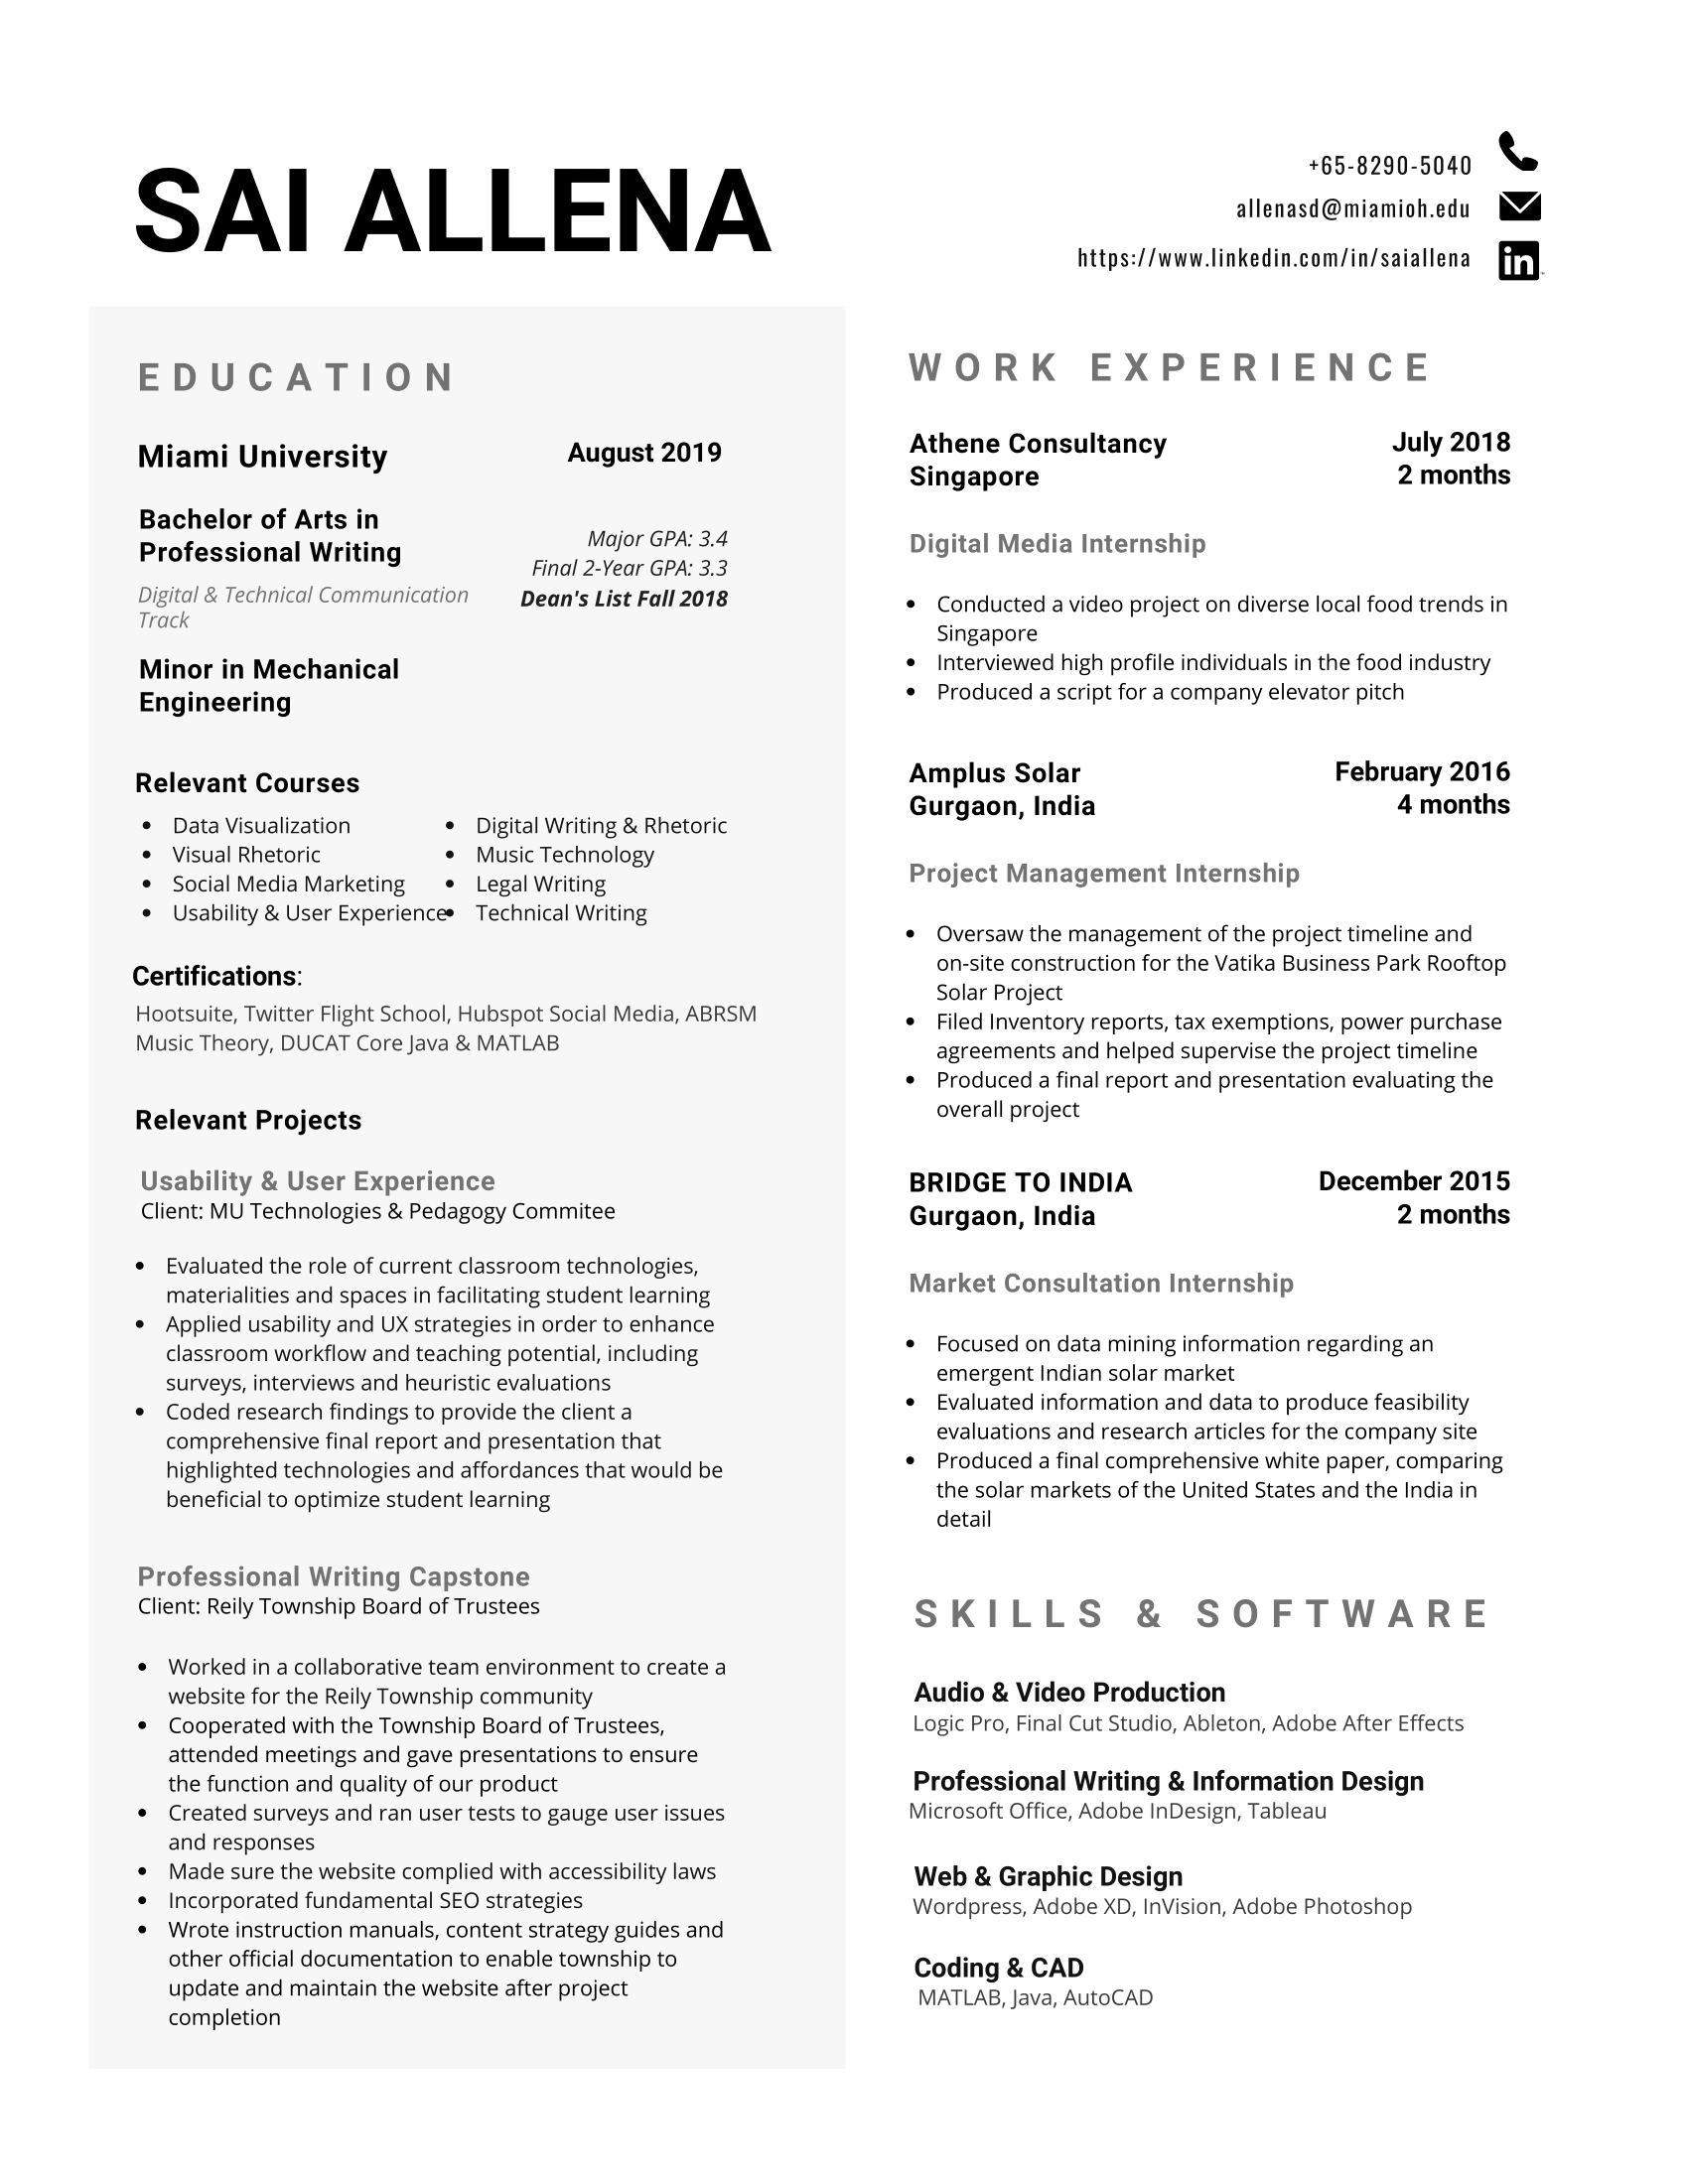 SAI ALLENA
+65-8290-5040
allenasd@miamioh.edu
https://www.linkedin.com/in/saiallena
in
EDUCATION
Miami University August 2019
Bachelor of Arts in
Professional Writing
Major GPA: 3.4
Final 2-Year GPA: 3.3
Dean's List Fall 2018
Digital & Technical Communication
Track
Minor in Mechanical
Engineering
Relevant Courses
• Data Visualization
• Visual Rhetoric
• Social Media Marketing
• Usability & User Experience
• Digital Writing & Rhetoric
• Music Technology
• Legal Writing
• Technical Writing
Certifications:
Hootsuite, Twitter Flight School, Hubspot Social Media, ABRSM
Music Theory, DUCAT Core Java & MATLAB
Relevant Projects
Usability & User Experience
Client: MU Technologies & Pedagogy Commitee
• Evaluated the role of current classroom technologies,
materialities and spaces in facilitating student learning
• Applied usability and UX strategies in order to enhance
classroom workflow and teaching potential, including
surveys, interviews and heuristic evaluations
• Coded research findings to provide the client a
comprehensive final report and presentation that
highlighted technologies and affordances that would be
beneficial to optimize student learning
Professional Writing Capstone
Client: Reily Township Board of Trustees
• Worked in a collaborative team environment to create a
website for the Reily Township community
• Cooperated with the Township Board of Trustees,
attended meetings and gave presentations to ensure
the function and quality of our product
• Created surveys and ran user tests to gauge user issues
and responses
• Made sure the website complied with accessibility laws
• Incorporated fundamental SEO strategies
• Wrote instruction manuals, content strategy guides and
other official documentation to enable township to
update and maintain the website after project
completion
WORK EXPERIENCE
Athene Consultancy July 2018
Singapore 2 months
Digital Media Internship
• Conducted a video project on diverse local food trends in
Singapore
• Interviewed high profile individuals in the food industry
• Produced a script for a company elevator pitch
Amplus Solar February 2016
Gurgaon, India 4 months
Project Management Internship
• Oversaw the management of the project timeline and
on-site construction for the Vatika Business Park Rooftop
Solar Project
• Filed Inventory reports, tax exemptions, power purchase
agreements and helped supervise the project timeline
• Produced a final report and presentation evaluating the
overall project
BRIDGE TO INDIA December 2015
Gurgaon, India 2 months
Market Consultation Internship
• Focused on data mining information regarding an
emergent Indian solar market
• Evaluated information and data to produce feasibility
evaluations and research articles for the company site
• Produced a final comprehensive white paper, comparing
the solar markets of the United States and the India in
detail
SKILLS & SOFTWARE
Audio & Video Production
Logic Pro, Final Cut Studio, Ableton, Adobe After Effects
Professional Writing & Information Design
Microsoft Office, Adobe InDesign, Tableau
Web & Graphic Design
Wordpress, Adobe XD, InVision, Adobe Photoshop
Coding & CAD
MATLAB, Java, AutoCAD